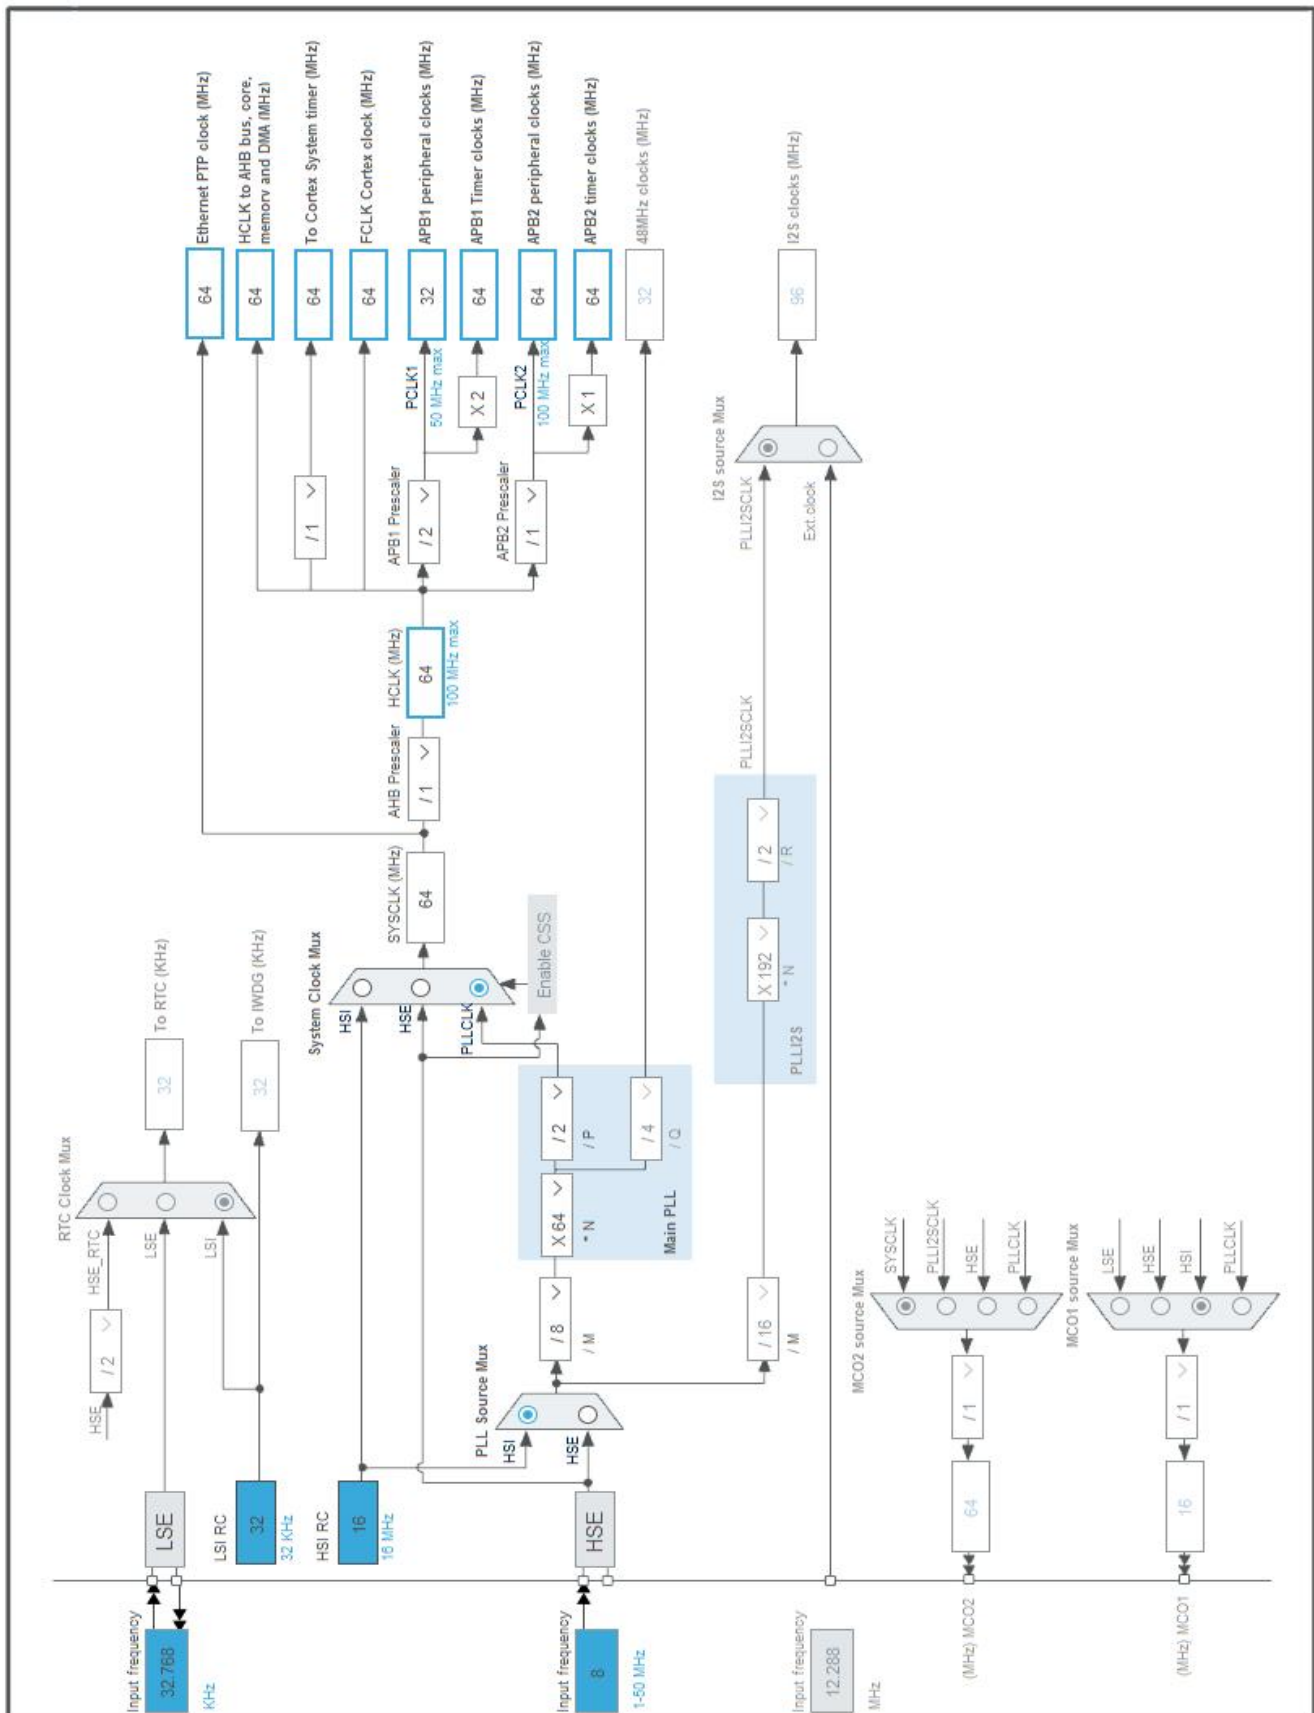 Input frequency
32.768
KHz
LSE
HSE
/ 2
HSE_RTC
LSE
LSI
RTC Clock Mux
32
To RTC (KHz)
LSI RC
32
32 KHz
32
To IWDG (KHz)
HSI RC
16
16 MHz
System Clock Mux
HSI
HSE
PLLCLK
Enable CSS
SYSCLK (MHz)
64
AHB Prescaler
/ 1
HCLK (MHz)
64
100 MHz max
64
Ethernet PTP clock (MHz)
64
HCLK to AHB bus, core,
memory and DMA (MHz)
/ 1
64
To Cortex System timer (MHz)
64
FCLK Cortex clock (MHz)
APB1 Prescaler
/ 2
PCLK1
50 MHz max
32
APB1 peripheral clocks (MHz)
X 2
64
APB1 Timer clocks (MHz)
APB2 Prescaler
/ 1
PCLK2
100 MHz max
64
APB2 peripheral clocks (MHz)
X 1
64
APB2 timer clocks (MHz)
32
48MHz clocks (MHz)
Input frequency
8
1-50 MHz
HSE
PLL Source Mux
HSI
HSE
/ 8
/ M
X 64
* N
/ 2
/ P
/ 4
/ Q
Main PLL
/ 16
/ M
X 192
* N
/ 2
/ R
PLLI2S
PLLI2SCLK
PLLI2SCLK
I2S source Mux
Ext.clock
96
I2S clocks (MHz)
Input frequency
12.288
MHz
MCO2 source Mux
SYSCLK
PLLI2SCLK
HSE
PLLCLK
/ 1
64
(MHz) MCO2
MCO1 source Mux
LSE
HSE
HSI
PLLCLK
/ 1
16
(MHz) MCO1